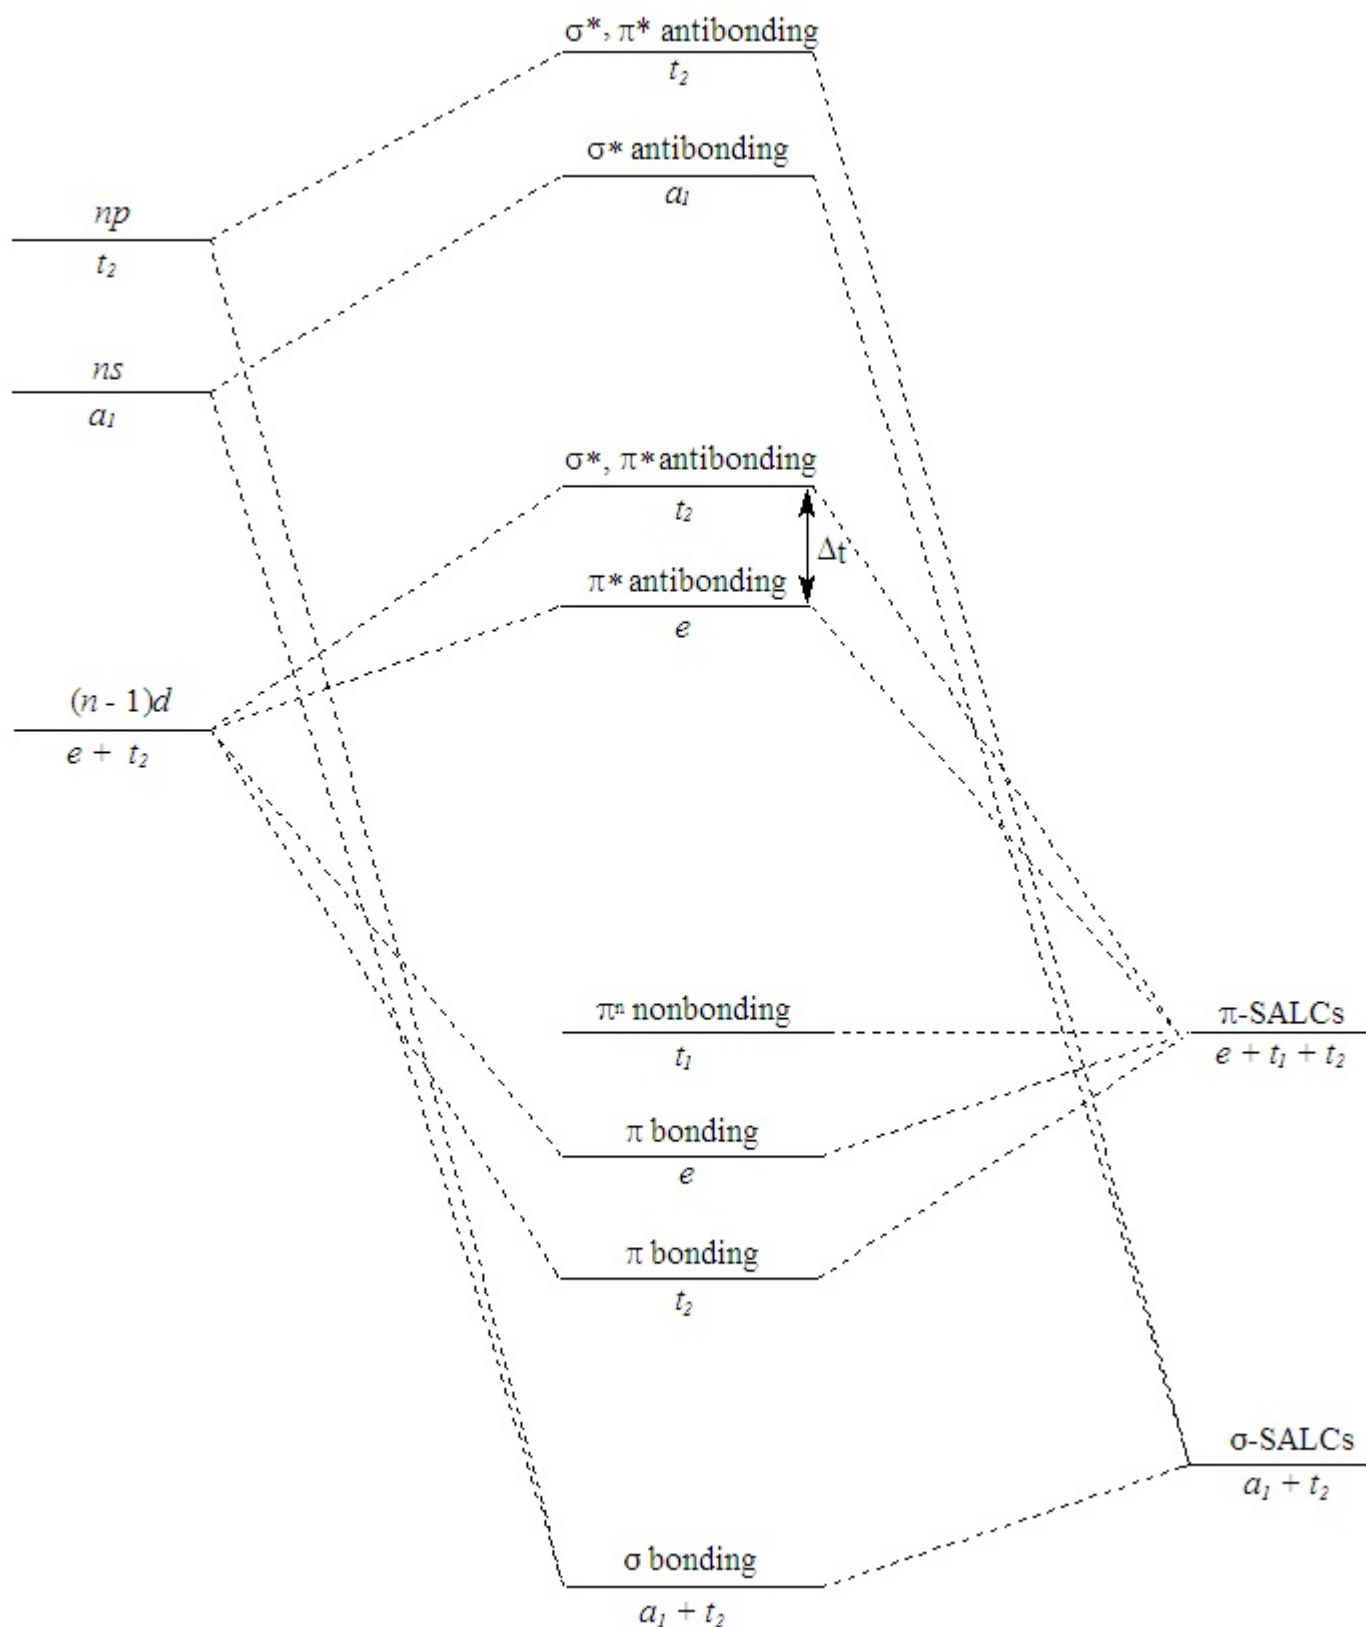 σ*, π* antibonding
t₂
σ* antibonding
a₁
np
t₂
ns
a₁
σ*, π* antibonding
t₂
Δt
π* antibonding
e
(n - 1)d
e + t₂
πⁿ nonbonding
t₁
π-SALCs
e + t₁ + t₂
π bonding
e
π bonding
t₂
σ-SALCs
a₁ + t₂
σ bonding
a₁ + t₂